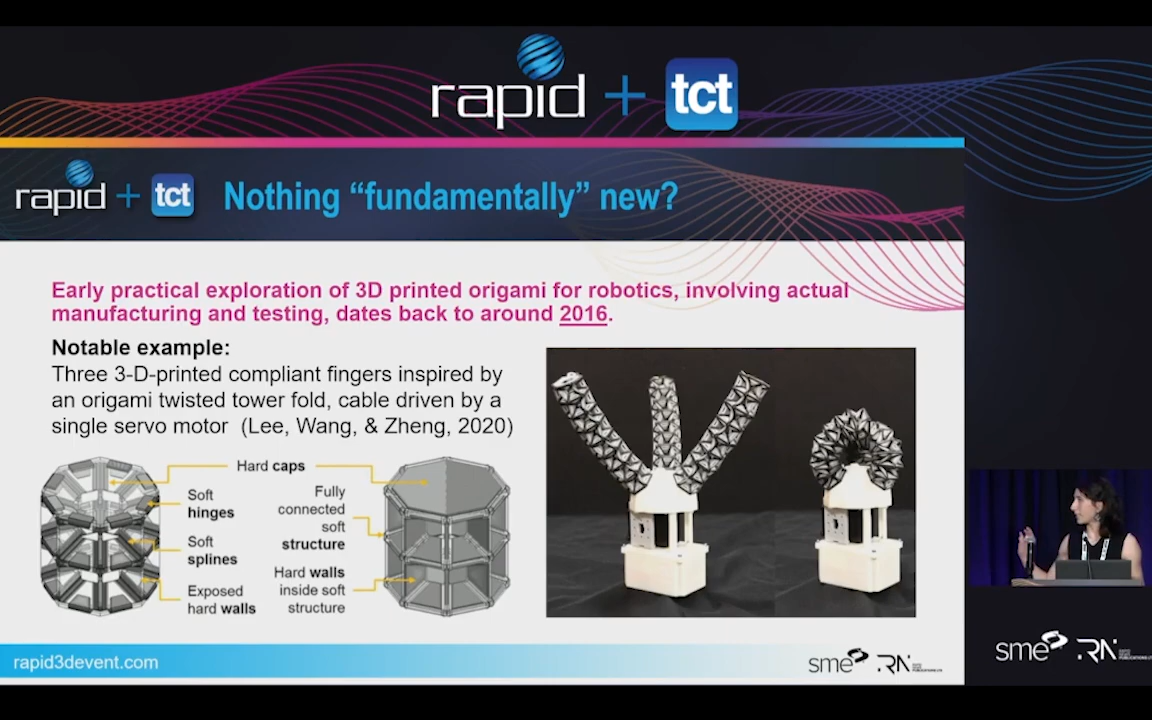 rapid + tct
rapid + tct
Nothing “fundamentally” new?
Early practical exploration of 3D printed origami for robotics, involving actual
manufacturing and testing, dates back to around 2016.
Notable example:
Three 3-D-printed compliant fingers inspired by
an origami twisted tower fold, cable driven by a
single servo motor (Lee, Wang, & Zheng, 2020)
Hard caps
Soft
hinges
Soft
splines
Exposed
hard walls
Fully
connected
soft
structure
Hard walls
inside soft
structure
rapid3devent.com
sme
sme